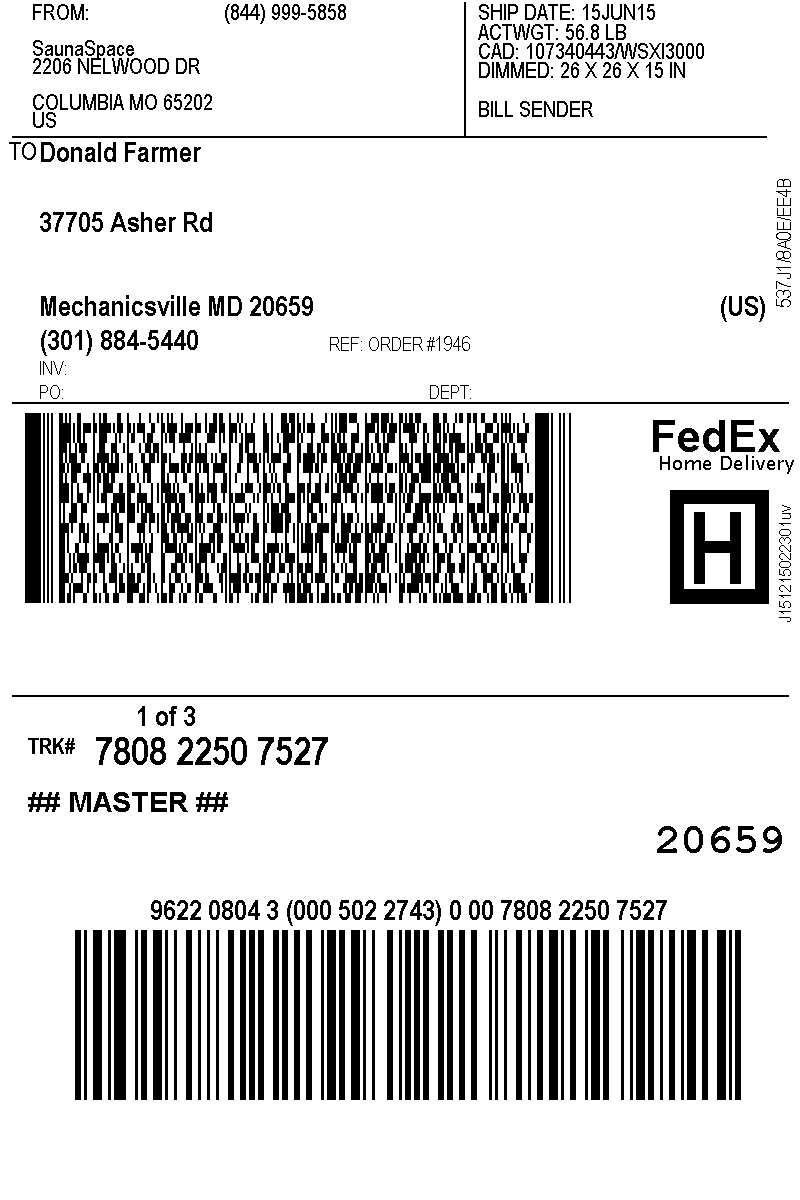 FROM: (844) 999-5858
SaunaSpace
2206 NELWOOD DR
COLUMBIA MO 65202
US
SHIP DATE: 15JUN15
ACTWGT: 56.8 LB
CAD: 107340443/WSXI3000
DIMMED: 26 X 26 X 15 IN
BILL SENDER
TO Donald Farmer
37705 Asher Rd
Mechanicsville MD 20659 (US)
(301) 884-5440 REF: ORDER #1946
INV:
PO: DEPT:
537J1/8A0E/EE4B
FedEx
Home Delivery
H
J151215022301uv
1 of 3
TRK# 7808 2250 7527
## MASTER ##
20659
9622 0804 3 (000 502 2743) 0 00 7808 2250 7527